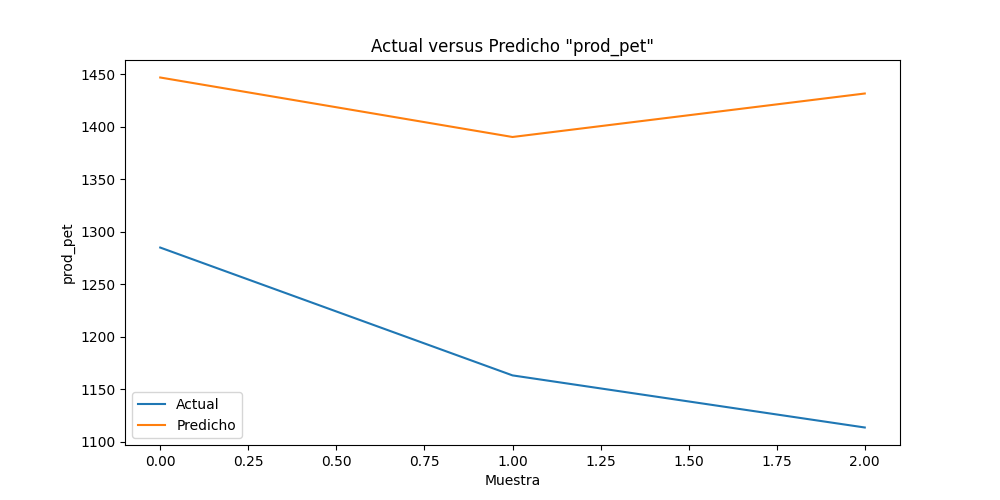 Actual versus Predicho "prod_pet"
1450
1400
1350
1300
1250
1200
1150
1100
prod_pet
Actual
Predicho
0.00 0.25 0.50 0.75 1.00 1.25 1.50 1.75 2.00
Muestra